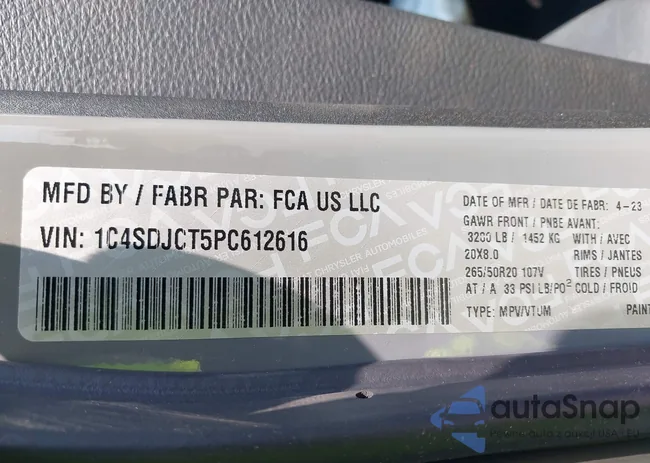 MFD BY / FABR PAR: FCA US LLC
VIN: 1C4SDJCT5PC612616
DATE OF MFR / DATE DE FABR: 4-23
GAWR FRONT / PNBE AVANT:
3200 LB / 1452 KG WITH / AVEC
20X8.0 RIMS / JANTES
265/50R20 107V TIRES / PNEUS
AT / A 33 PSI LB/PO² COLD / FROID
TYPE: MPV/VTUM PAINT
autoSnap